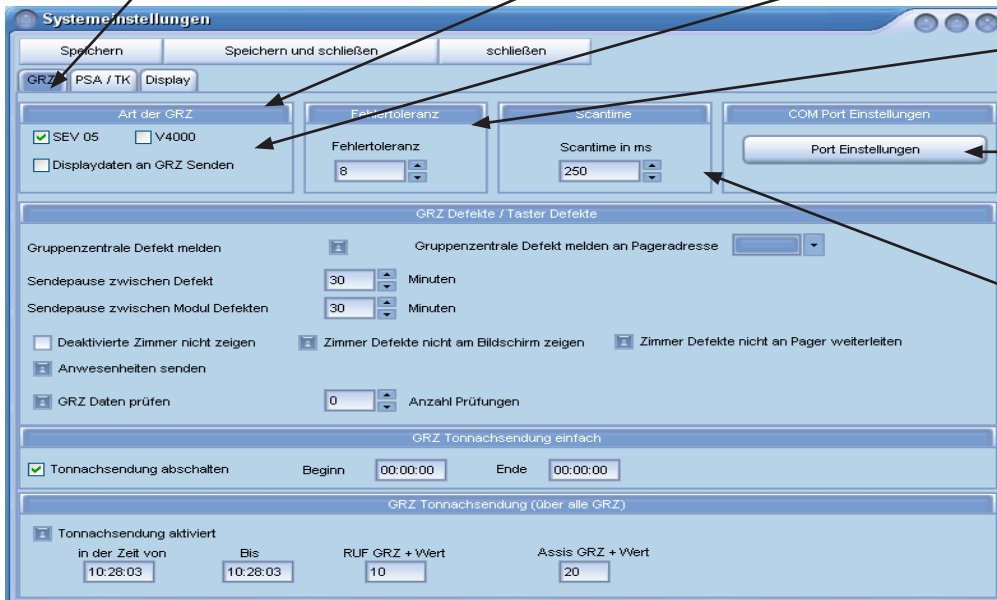 Systemeinstellungen
Speichern Speichern und schließen schließen
GRZ PSA / TK Display
Art der GRZ Fehlertoleranz Scantime COM Port Einstellungen
SEV 05 V4000 Fehlertoleranz Scantime in ms Port Einstellungen
Displaydaten an GRZ Senden 8 250
GRZ Defekte / Taster Defekte
Gruppenzentrale Defekt melden Gruppenzentrale Defekt melden an Pageradresse
Sendepause zwischen Defekt 30 Minuten
Sendepause zwischen Modul Defekten 30 Minuten
Deaktivierte Zimmer nicht zeigen Zimmer Defekte nicht am Bildschirm zeigen Zimmer Defekte nicht an Pager weiterleiten
Anwesenheiten senden
GRZ Daten prüfen 0 Anzahl Prüfungen
GRZ Tonnachsendung einfach
Tonnachsendung abschalten Beginn 00:00:00 Ende 00:00:00
GRZ Tonnachsendung (über alle GRZ)
Tonnachsendung aktiviert
in der Zeit von Bis RUF GRZ + Wert Assis GRZ + Wert
10:28:03 10:28:03 10 20